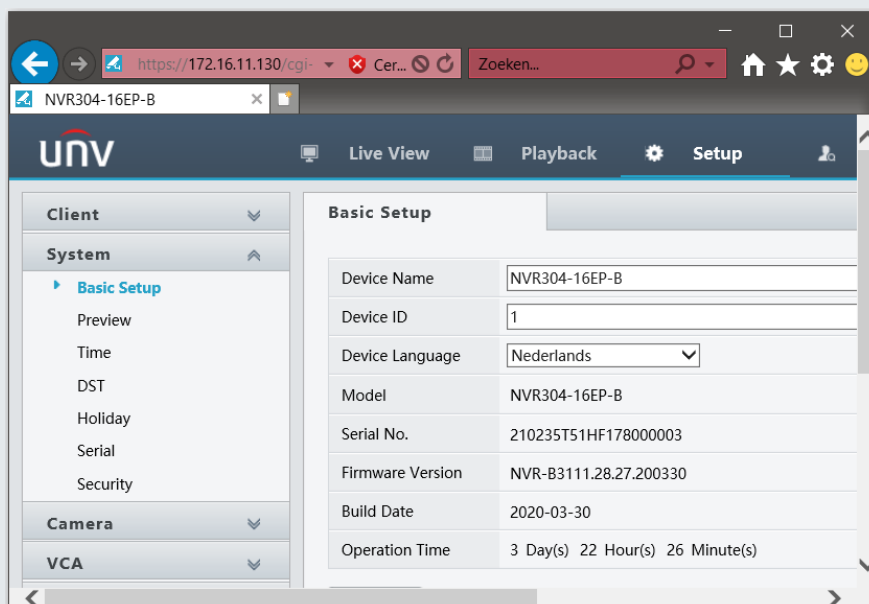 https://172.16.11.130/cgi- Cer... Zoeken...
NVR304-16EP-B
unv Live View Playback Setup
Client
System
Basic Setup
Preview
Time
DST
Holiday
Serial
Security
Camera
VCA
Basic Setup
Device Name NVR304-16EP-B
Device ID 1
Device Language Nederlands
Model NVR304-16EP-B
Serial No. 210235T51HF178000003
Firmware Version NVR-B3111.28.27.200330
Build Date 2020-03-30
Operation Time 3 Day(s) 22 Hour(s) 26 Minute(s)